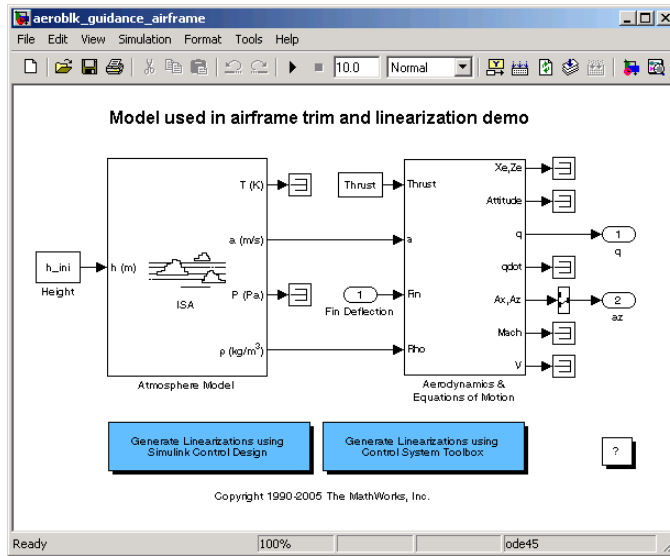 aeroblk_guidance_airframe
File Edit View Simulation Format Tools Help
10.0 Normal
Model used in airframe trim and linearization demo
h_ini
Height
h (m)
T (K)
a (m/s)
ISA
P (Pa)
ρ (kg/m³)
Atmosphere Model
Thrust
1
Fin Deflection
Thrust
a
Fin
Rho
Xe,Ze
Attitude
q
qdot
Ax,Az
Mach
V
Aerodynamics &
Equations of Motion
1
q
2
az
Generate Linearizations using
Simulink Control Design
Generate Linearizations using
Control System Toolbox
?
Copyright 1990-2005 The MathWorks, Inc.
Ready 100% ode45